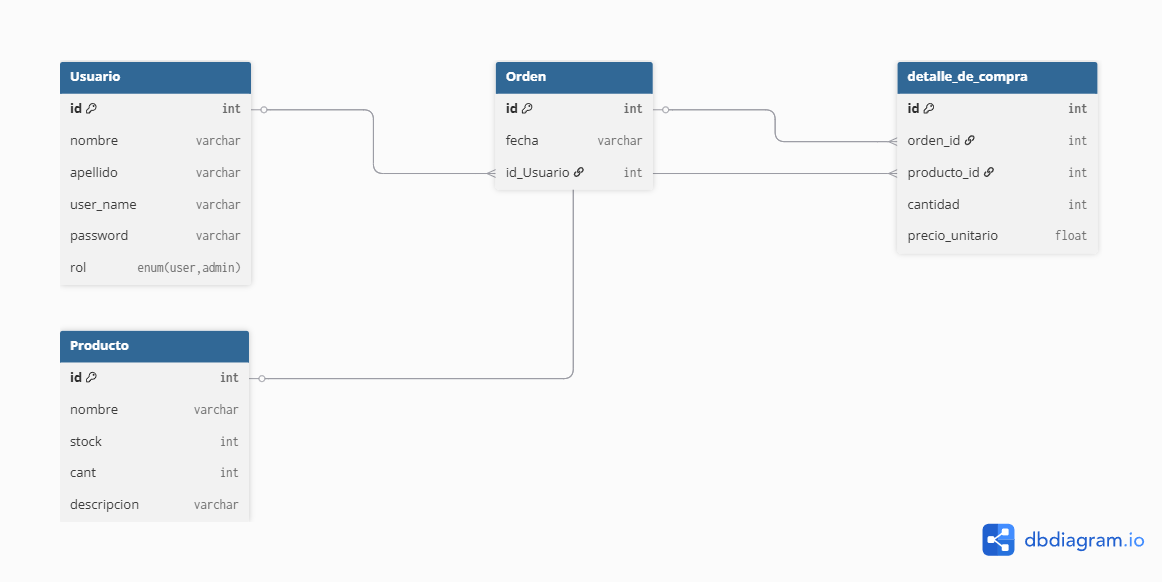 Usuario
id int
nombre varchar
apellido varchar
user_name varchar
password varchar
rol enum(user,admin)
Orden
id int
fecha varchar
id_Usuario int
detalle_de_compra
id int
orden_id int
producto_id int
cantidad int
precio_unitario float
Producto
id int
nombre varchar
stock int
cant int
descripcion varchar
dbdiagram.io